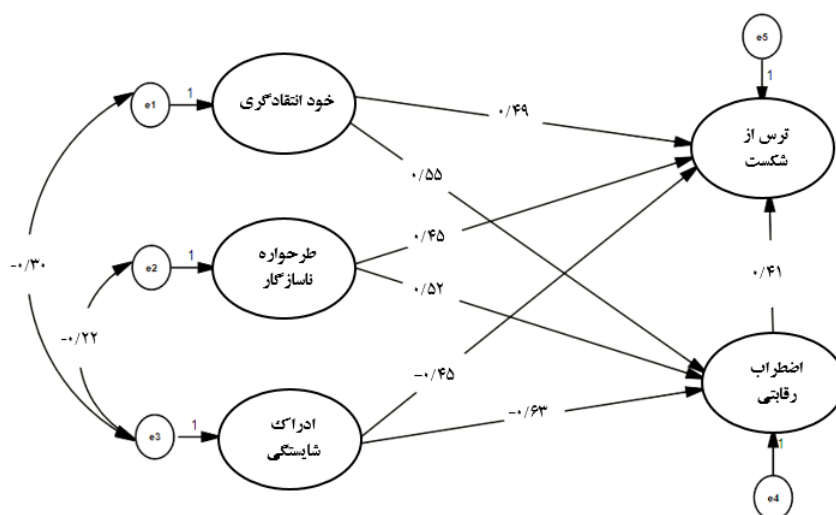 e5
1
e1
1
خود انتقادگری
۰/۴۹
ترس از
شکست
۰/۵۵
-۰/۳۰
e2
1
طرحواره
ناسازگار
۰/۴۵
۰/۵۲
۰/۴۱
-۰/۲۲
-۰/۴۵
اضطراب
رقابتی
e3
1
ادراک
شایستگی
-۰/۶۳
1
e4